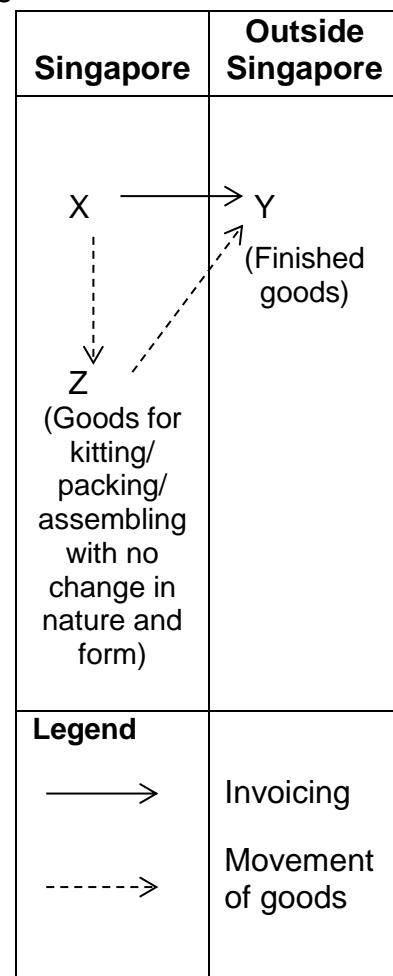 Singapore
Outside
Singapore
X
Y
(Finished
goods)
Z
(Goods for
kitting/
packing/
assembling
with no
change in
nature and
form)
Legend
Invoicing
Movement
of goods